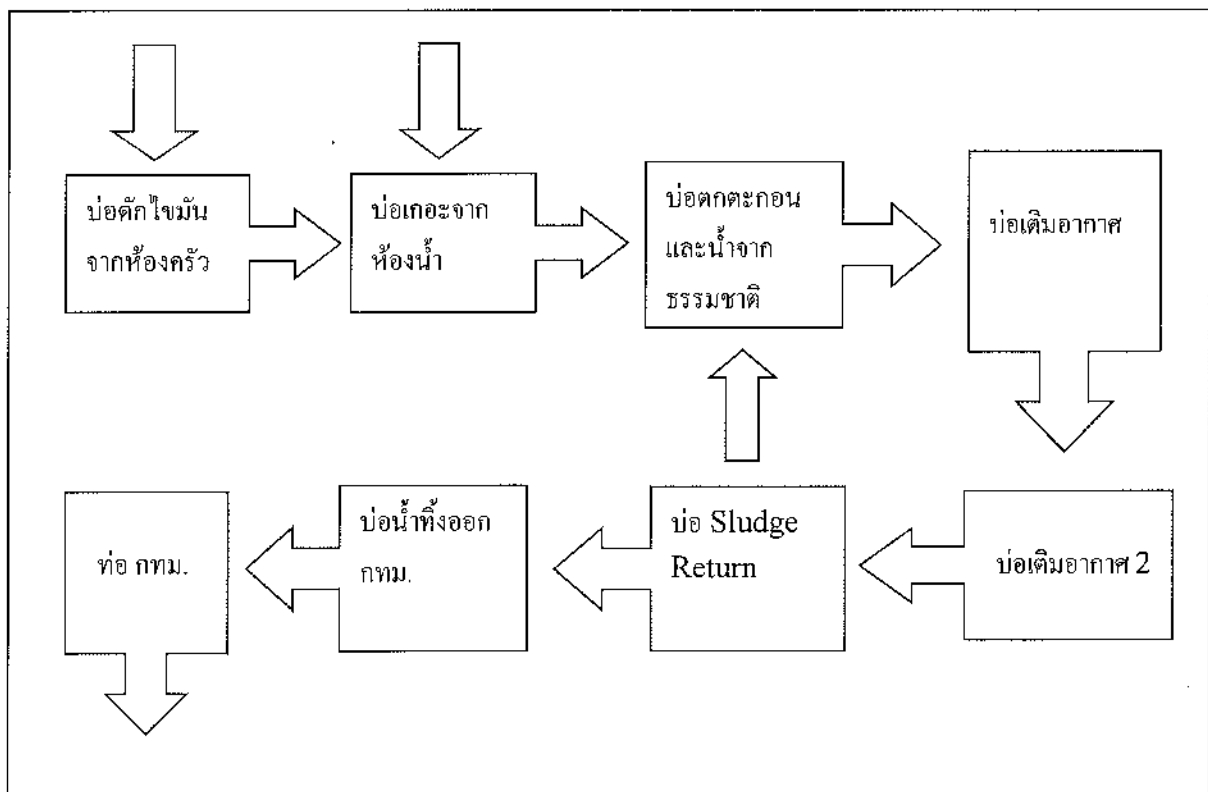 บ่อดักไขมัน
จากห้องครัว
บ่อเกอะจาก
ห้องน้ำ
บ่อตกตะกอน
และน้ำจาก
ธรรมชาติ
บ่อเติมอากาศ
บ่อเติมอากาศ 2
บ่อ Sludge
Return
บ่อน้ำทิ้งออก
กทม.
ท่อ กทม.